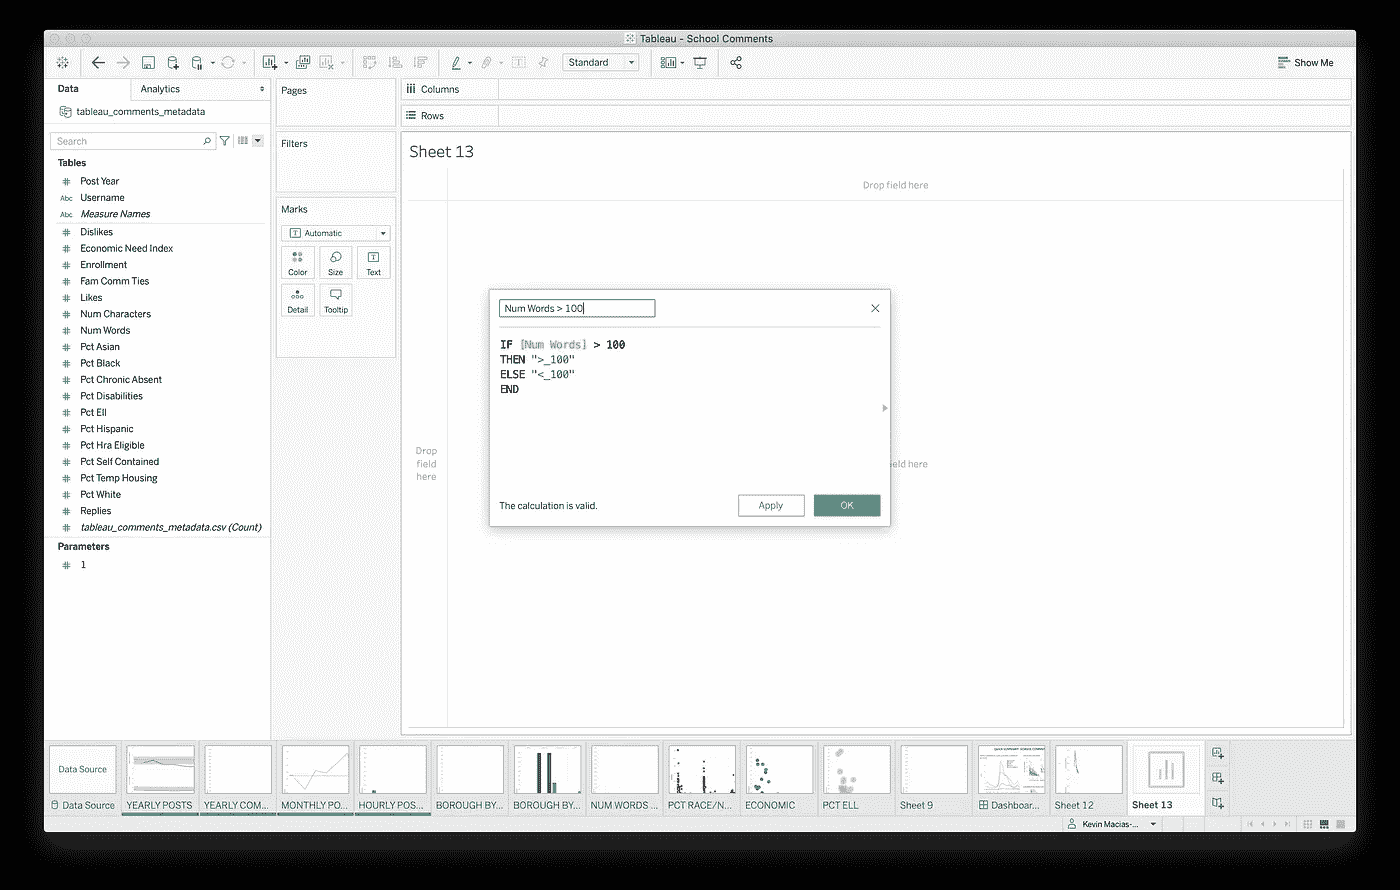 Tableau - School Comments
Standard
Show Me
Data
Analytics
tableau_comments_metadata
Search
Tables
Post Year
Abc Username
Abc Measure Names
Dislikes
Economic Need Index
Enrollment
Fam Comm Ties
Likes
Num Characters
Num Words
Pct Asian
Pct Black
Pct Chronic Absent
Pct Disabilities
Pct Ell
Pct Hispanic
Pct Hra Eligible
Pct Self Contained
Pct Temp Housing
Pct White
Replies
tableau_comments_metadata.csv (Count)
Parameters
1
Pages
Filters
Marks
Automatic
Color Size Text
Detail Tooltip
Columns
Rows
Sheet 13
Drop field here
Drop
field
here
ield here
Num Words > 100
IF [Num Words] > 100
THEN ">_100"
ELSE "<_100"
END
The calculation is valid.
Apply
OK
Data Source
Data Source
YEARLY POSTS
YEARLY COM...
MONTHLY PO...
HOURLY POS...
BOROUGH BY...
BOROUGH BY...
NUM WORDS ...
PCT RACE/N...
ECONOMIC
PCT ELL
Sheet 9
Dashboar...
Sheet 12
Sheet 13
Kevin Macias-...